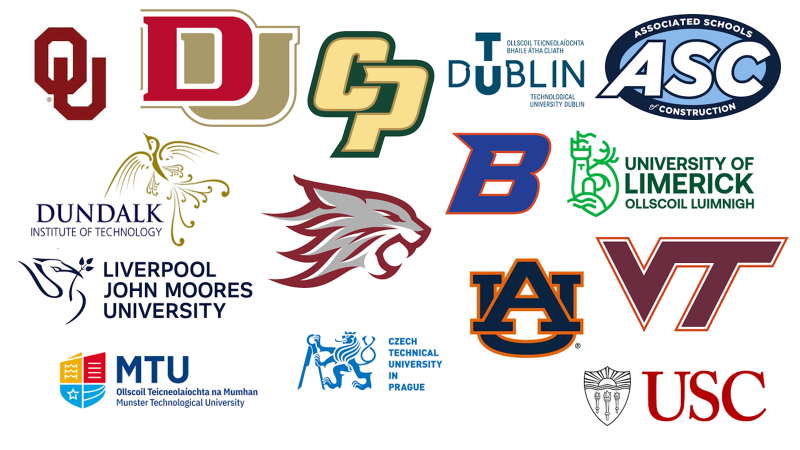 OU
DU
CP
OLLSCOIL TEICNEOLAÍOCHTA
BHAILE ÁTHA CLIATH
TU
DUBLIN
TECHNOLOGICAL
UNIVERSITY DUBLIN
ASSOCIATED SCHOOLS
ASC
of CONSTRUCTION
DUNDALK
INSTITUTE OF TECHNOLOGY
B
UNIVERSITY OF
LIMERICK
OLLSCOIL LUIMNIGH
LIVERPOOL
JOHN MOORES
UNIVERSITY
AU
®
VT
MTU
Ollscoil Teicneolaíochta na Mumhan
Munster Technological University
CZECH
TECHNICAL
UNIVERSITY
IN
PRAGUE
USC